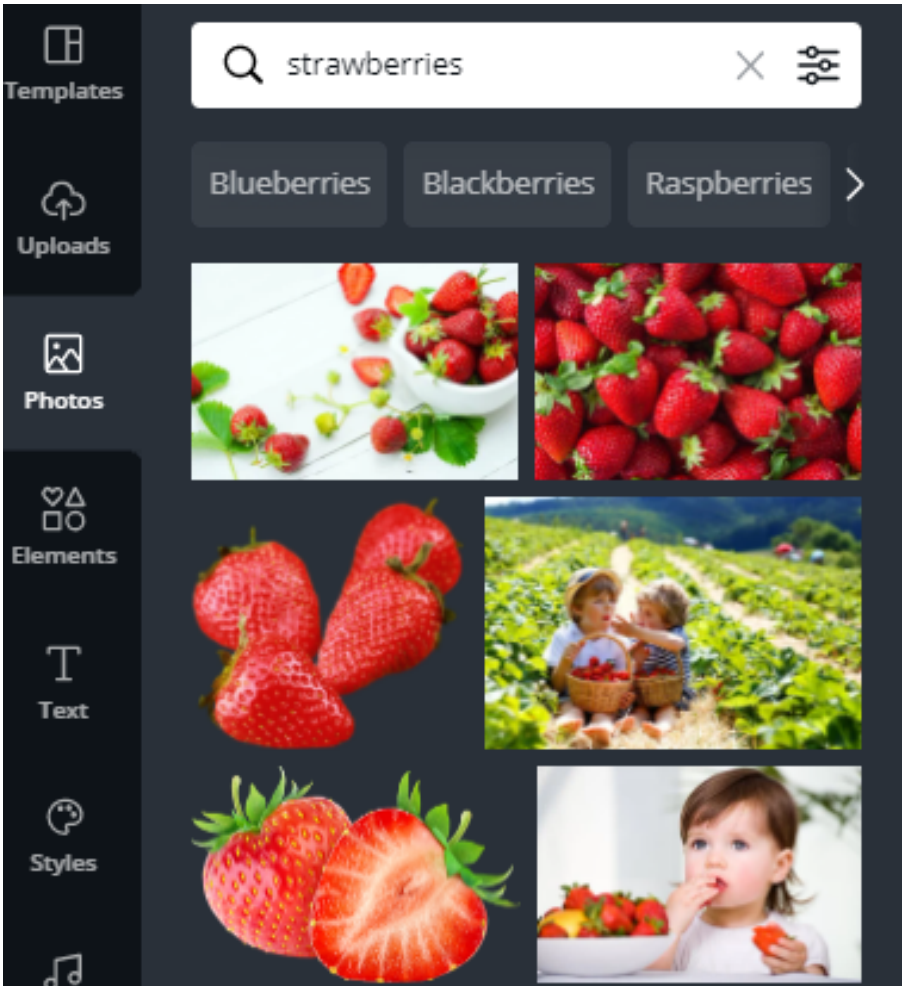 Templates
Uploads
Photos
Elements
Text
Styles
strawberries
Blueberries
Blackberries
Raspberries